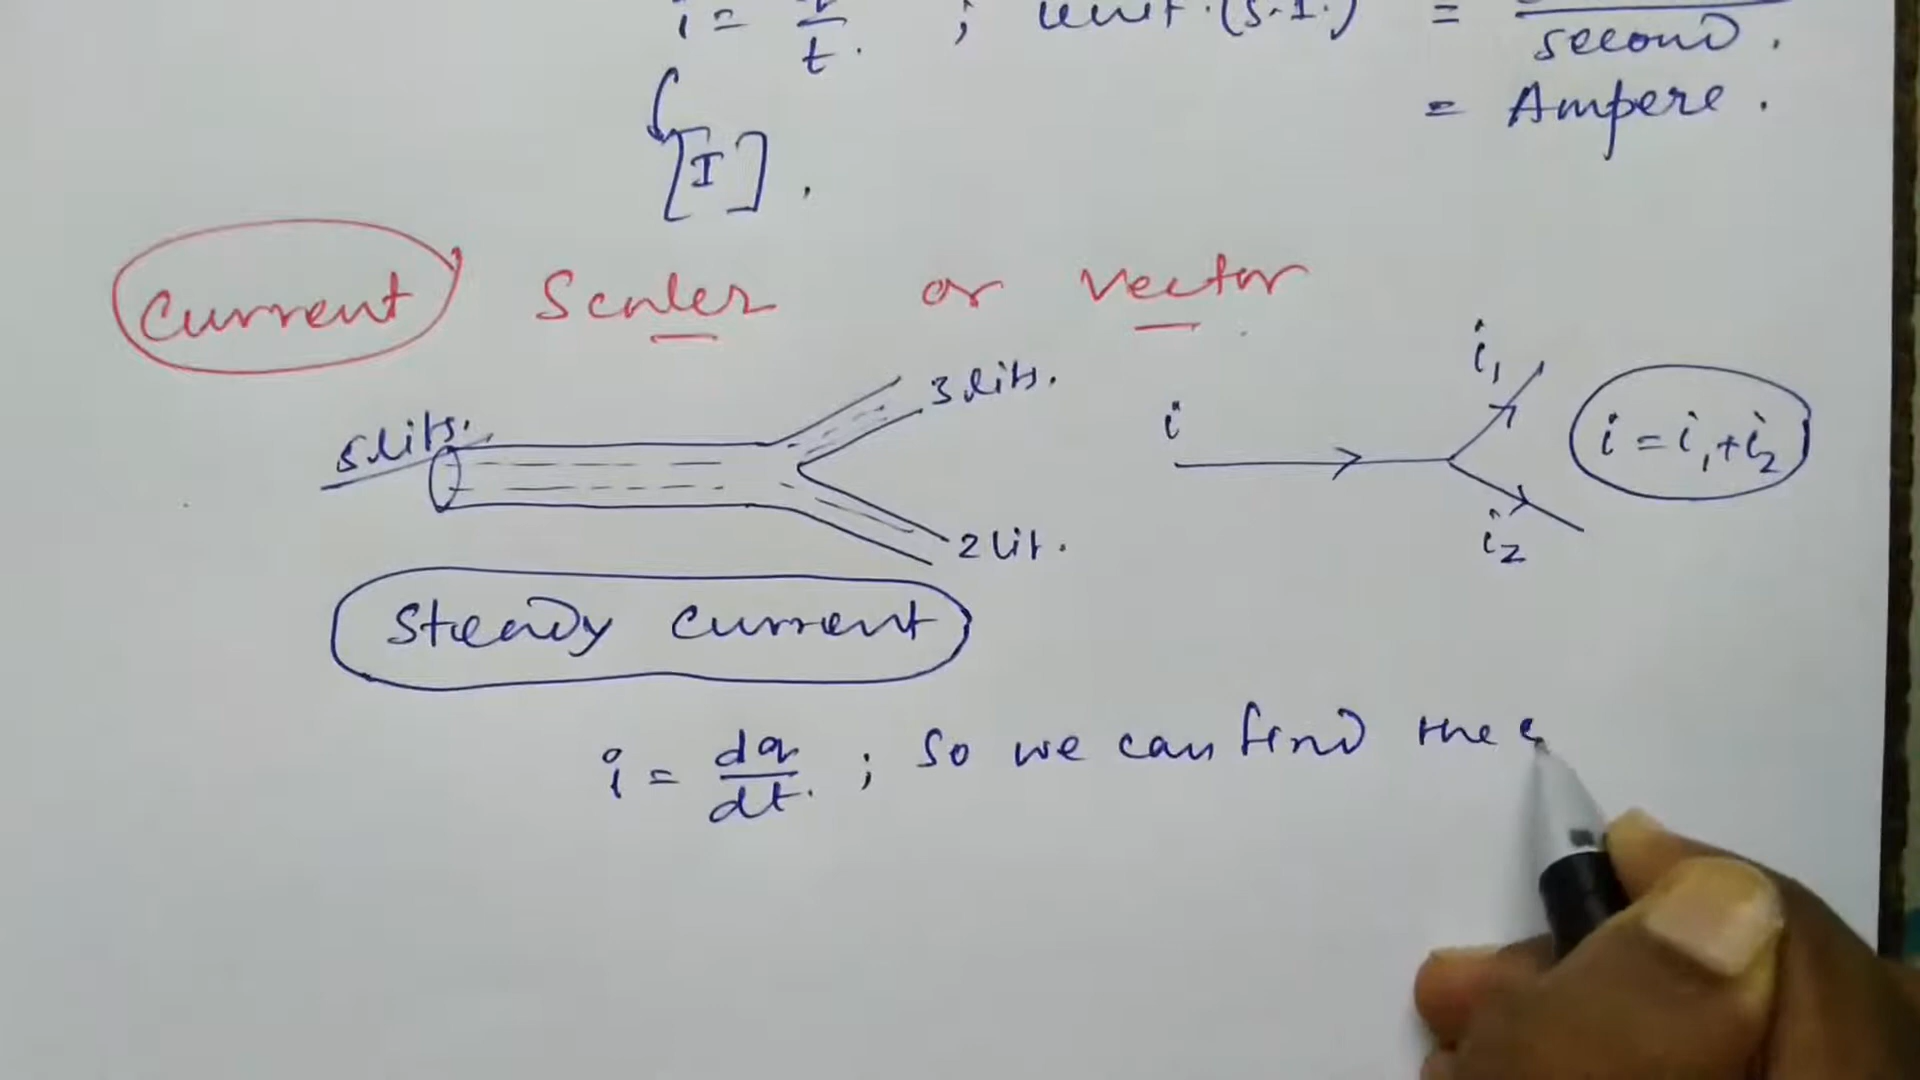 i = q/t ; unit (S.I.) =
second.
= Ampere.
[I].
Current Scaler or vector
5 lits. 3 lits. i i₁ i = i₁ + i₂
2 lit. i₂
Steady current
i = dq/dt. ; So we can find the